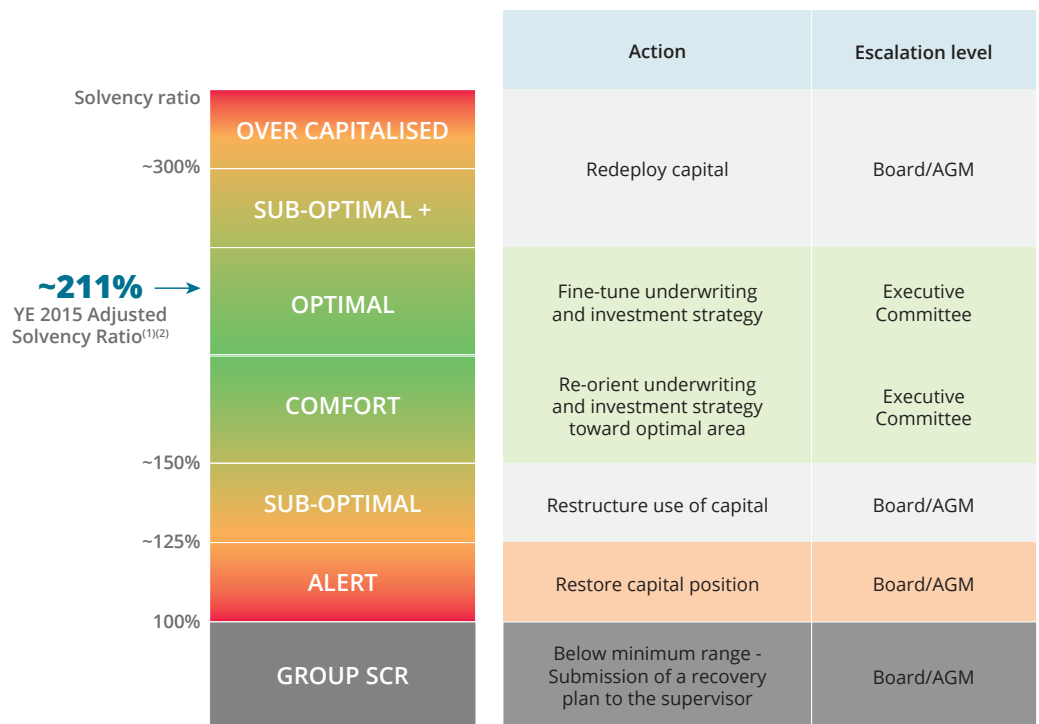 Action
Escalation level
Solvency ratio
OVER CAPITALISED
~300%
Redeploy capital
Board/AGM
SUB-OPTIMAL +
~211%
YE 2015 Adjusted
Solvency Ratio(1)(2)
OPTIMAL
Fine-tune underwriting
and investment strategy
Executive
Committee
COMFORT
Re-orient underwriting
and investment strategy
toward optimal area
Executive
Committee
~150%
SUB-OPTIMAL
Restructure use of capital
Board/AGM
~125%
ALERT
Restore capital position
Board/AGM
100%
GROUP SCR
Below minimum range -
Submission of a recovery
plan to the supervisor
Board/AGM